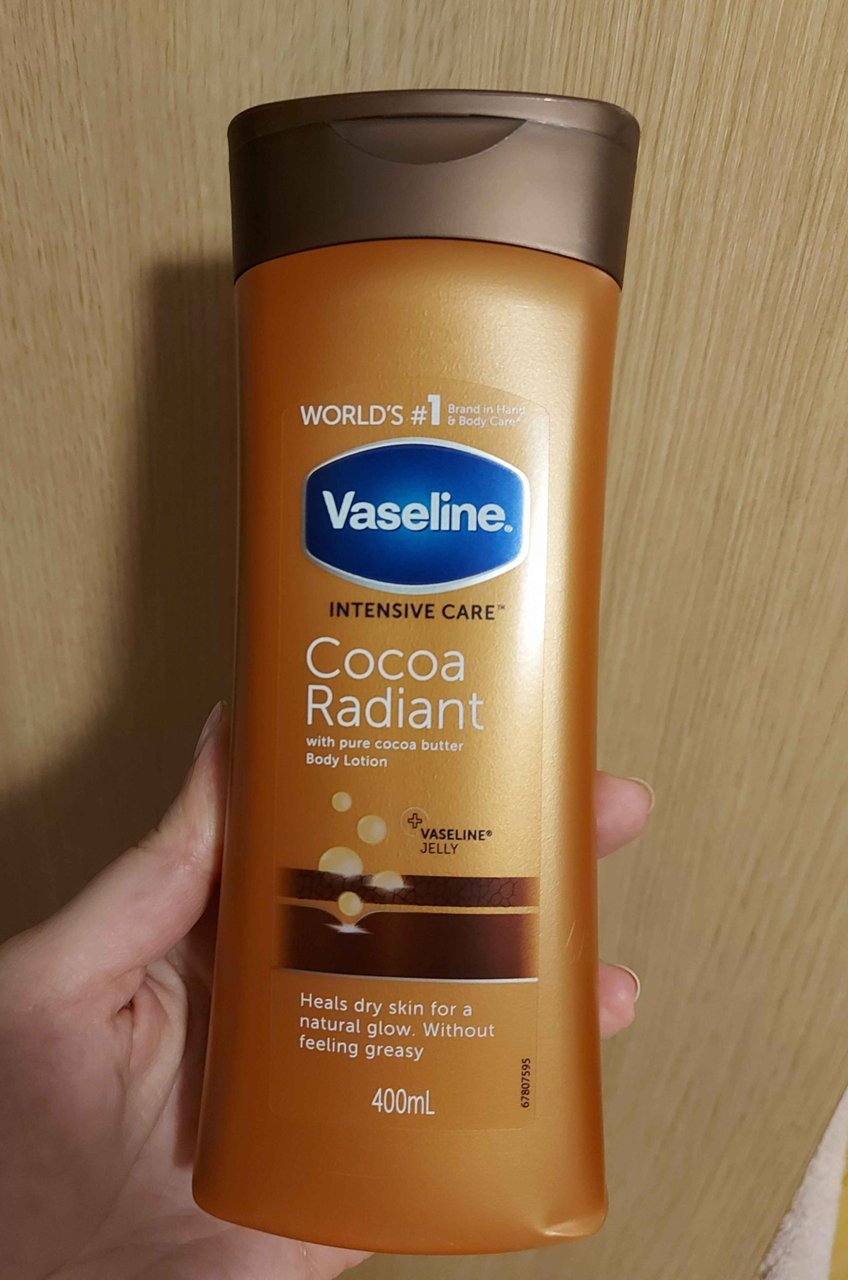 WORLD'S #1 Brand in Hand
& Body Care*
Vaseline®
INTENSIVE CARE™
Cocoa
Radiant
with pure cocoa butter
Body Lotion
VASELINE®
JELLY
Heals dry skin for a
natural glow. Without
feeling greasy
400mL
67807595